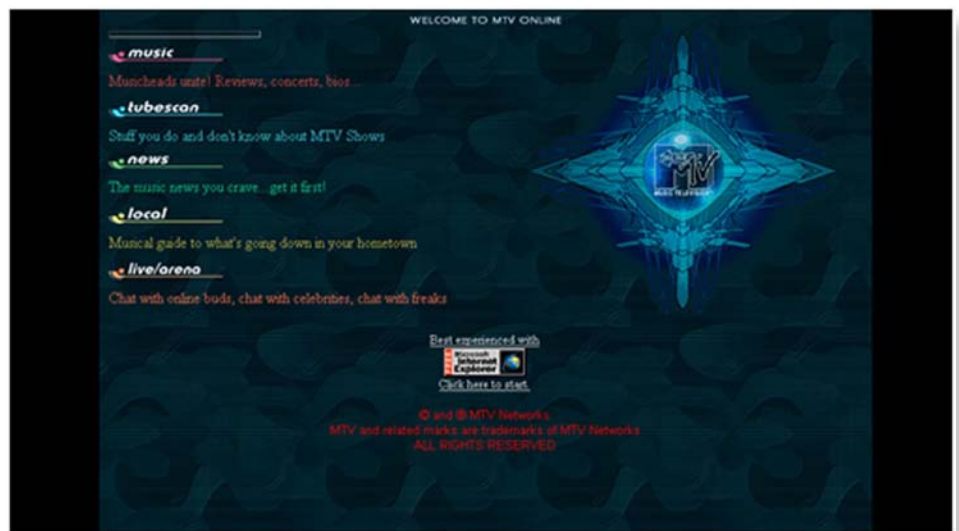 WELCOME TO MTV ONLINE
music
Muncheads unite! Reviews, concerts, bios...
tubescan
Stuff you do and don't know about MTV Shows
news
The music news you crave...get it first!
local
Musical guide to what's going down in your hometown
live/arena
Chat with online buds, chat with celebrities, chat with freaks
MTV
MUSIC TELEVISION
Best experienced with
FREE
Microsoft
Internet
Explorer
Click here to start.
© and ® MTV Networks.
MTV and related marks are trademarks of MTV Networks
ALL RIGHTS RESERVED